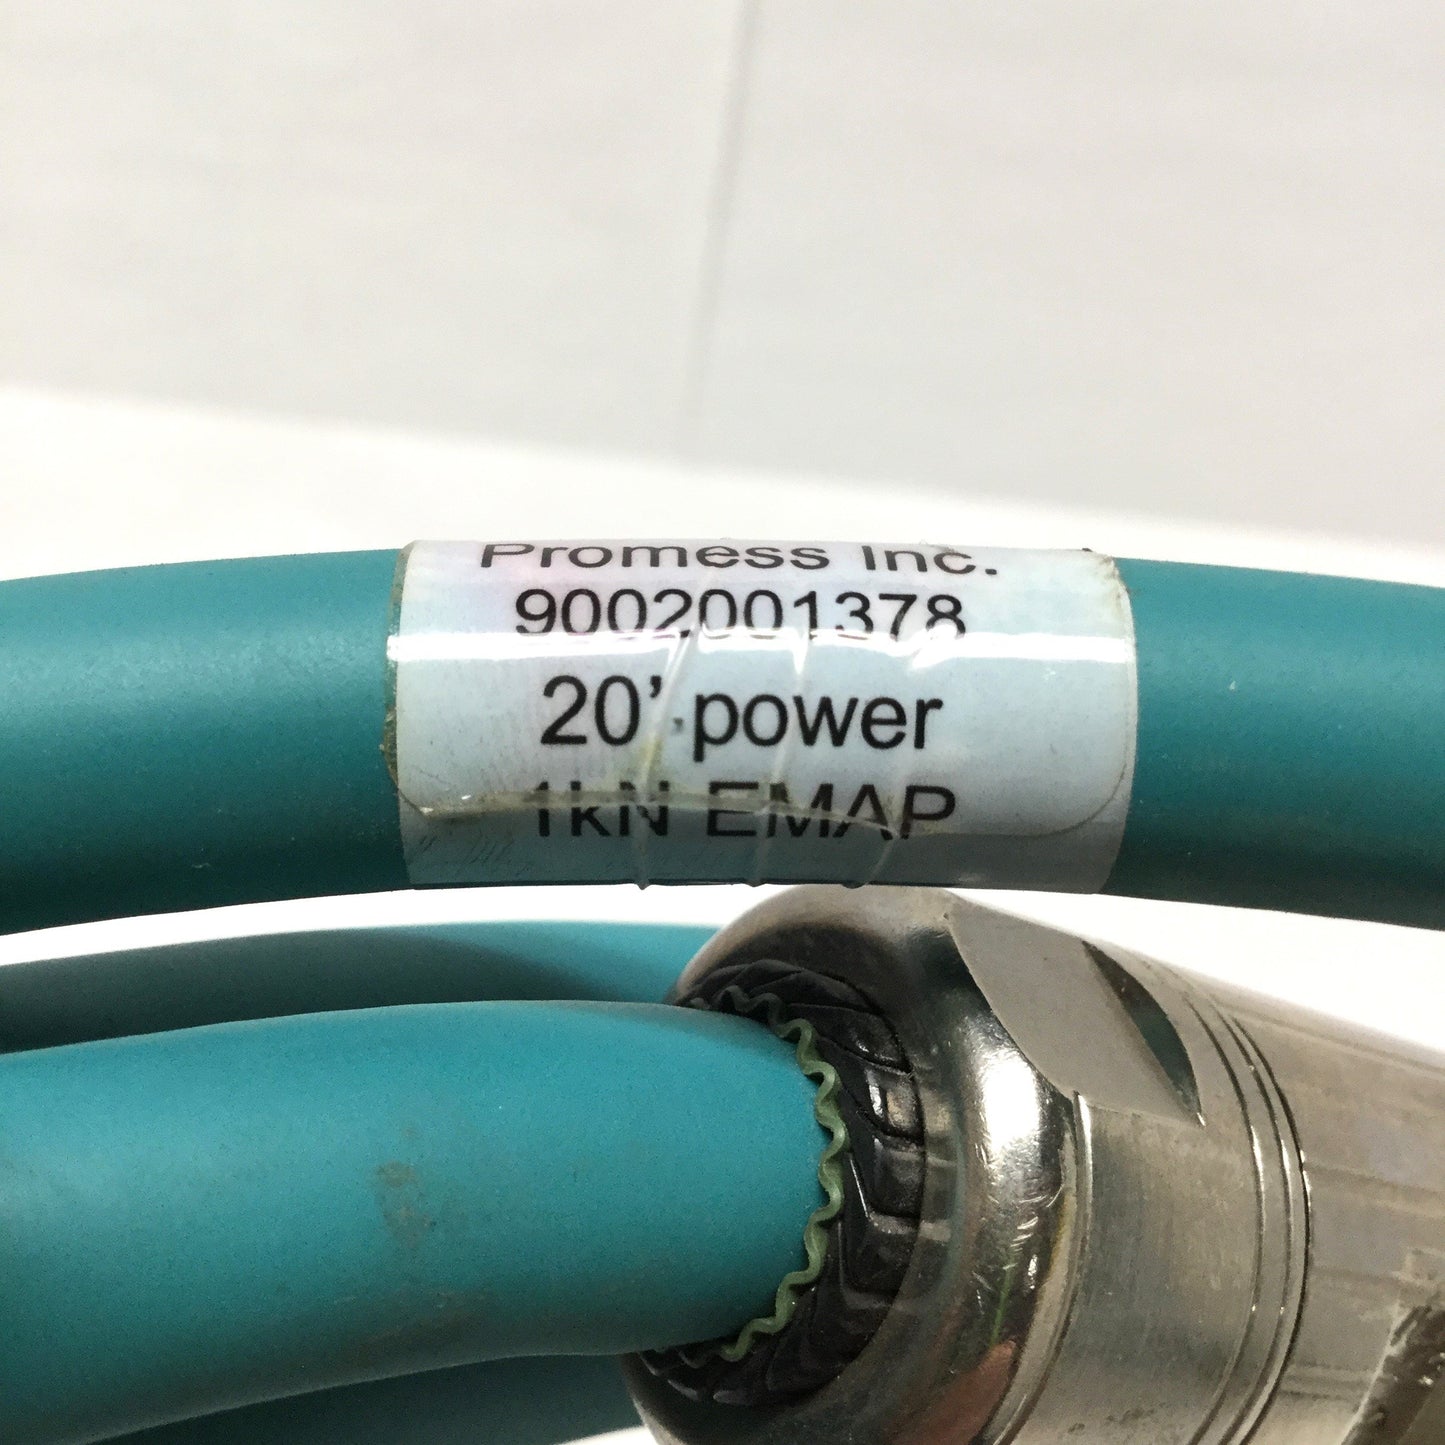 Promess Inc.
9002001378
20' power
1kN EMAP